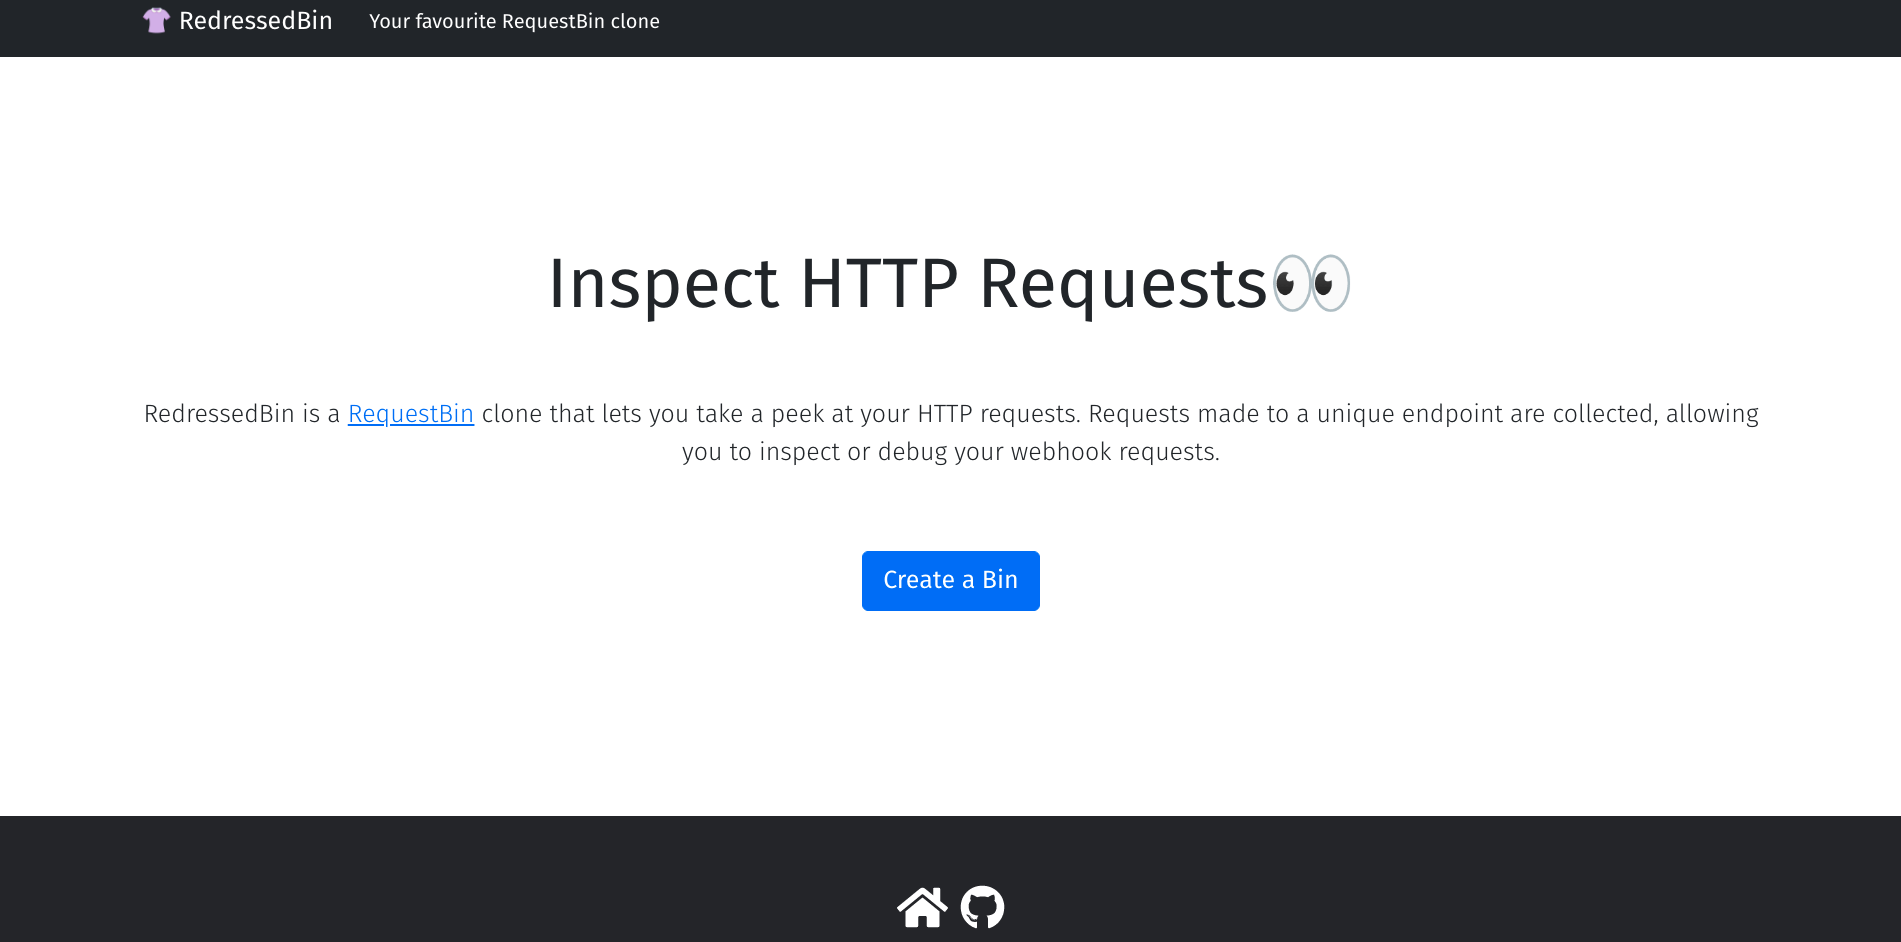 RedressedBin Your favourite RequestBin clone
Inspect HTTP Requests👀
RedressedBin is a RequestBin clone that lets you take a peek at your HTTP requests. Requests made to a unique endpoint are collected, allowing
you to inspect or debug your webhook requests.
Create a Bin